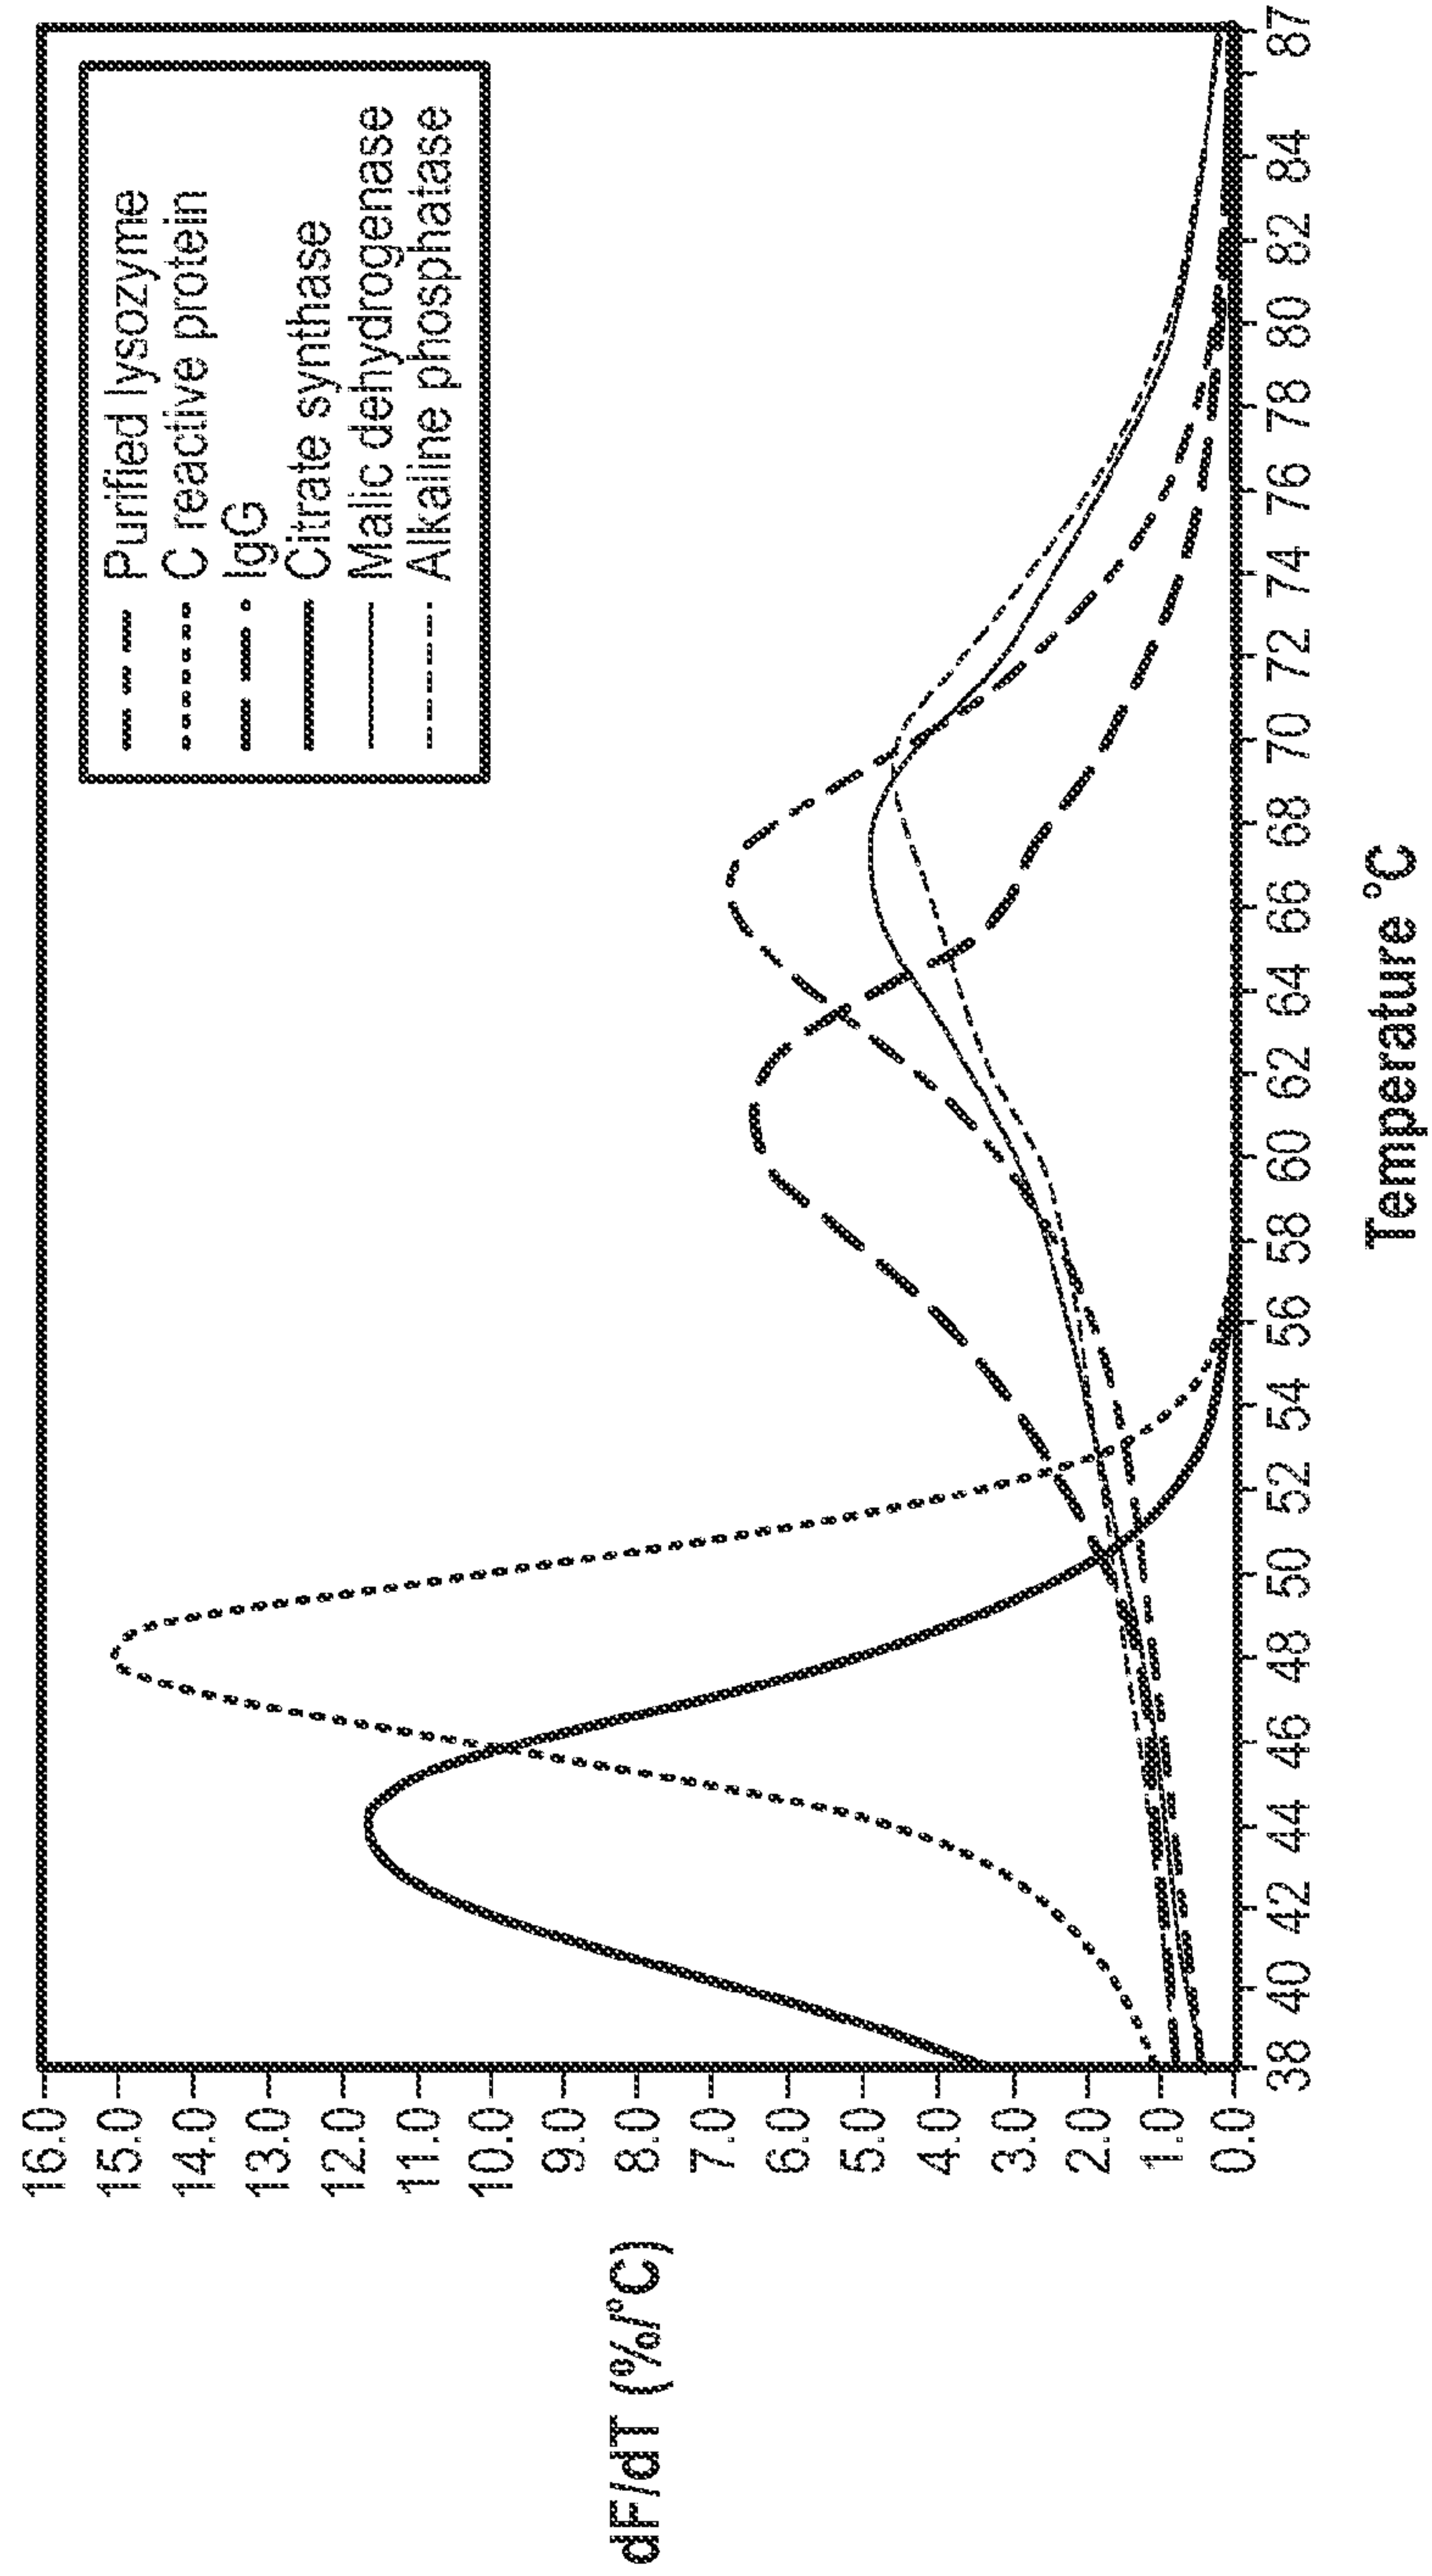 dF/dT (%/°C)
16.0
15.0
14.0
13.0
12.0
11.0
10.0
9.0
8.0
7.0
6.0
5.0
4.0
3.0
2.0
1.0
0.0
Purified lysozyme
C reactive protein
IgG
Citrate synthase
Malic dehydrogenase
Alkaline phosphatase
38 40 42 44 46 48 50 52 54 56 58 60 62 64 66 68 70 72 74 76 78 80 82 84 87
Temperature °C